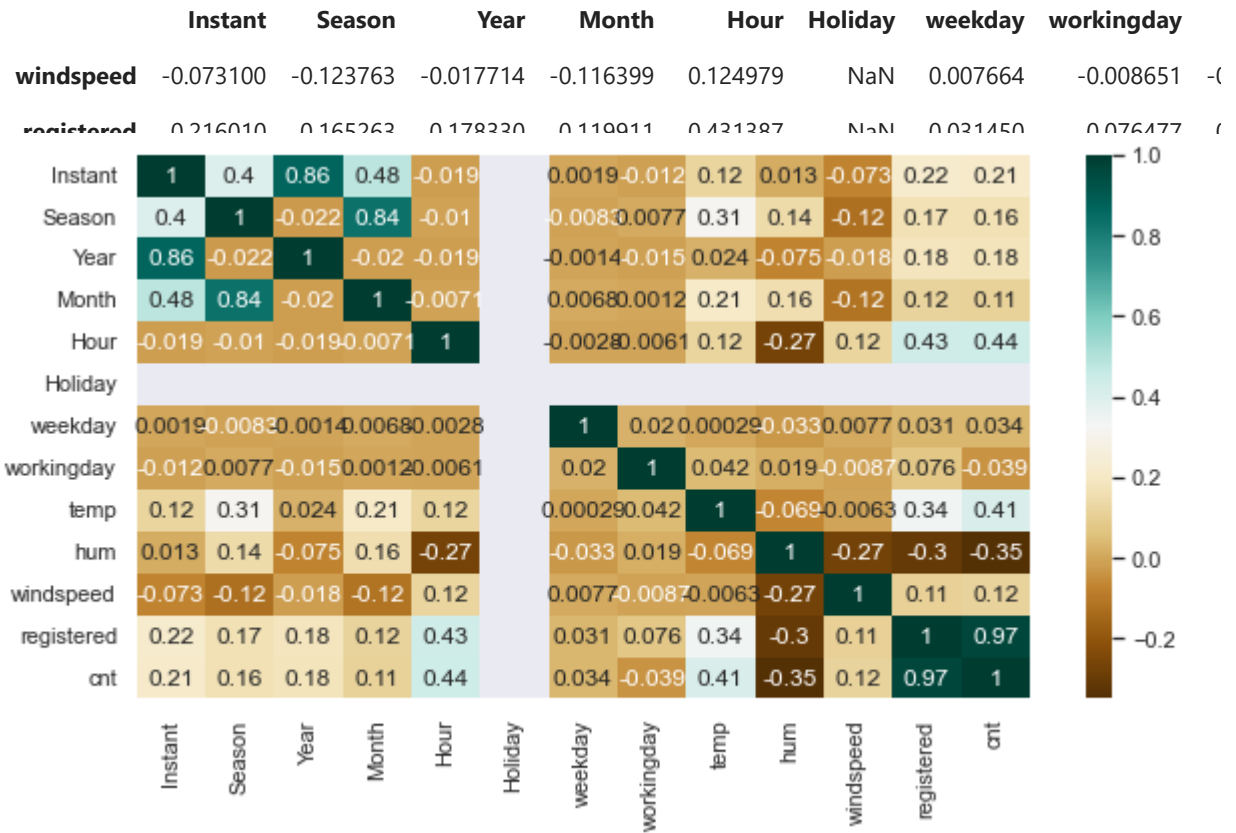 Instant Season Year Month Hour Holiday weekday workingday
windspeed -0.073100 -0.123763 -0.017714 -0.116399 0.124979 NaN 0.007664 -0.008651 -0
registered 0.216010 0.165263 0.178330 0.119911 0.431387 NaN 0.031450 0.076477
Instant 1 0.4 0.86 0.48 -0.019 0.0019 -0.012 0.12 0.013 -0.073 0.22 0.21 1.0
Season 0.4 1 -0.022 0.84 -0.01 -0.0083 0.0077 0.31 0.14 -0.12 0.17 0.16
0.8
Year 0.86 -0.022 1 -0.02 -0.019 -0.0014 -0.015 0.024 -0.075 -0.018 0.18 0.18
Month 0.48 0.84 -0.02 1 -0.0071 0.0068 0.0012 0.21 0.16 -0.12 0.12 0.11
0.6
Hour -0.019 -0.01 -0.019 -0.0071 1 -0.0028 -0.0061 0.12 -0.27 0.12 0.43 0.44
Holiday
0.4
weekday 0.0019 -0.0083 -0.0014 0.0068 -0.0028 1 0.02 0.00029 -0.033 0.0077 0.031 0.034
workingday -0.012 0.0077 -0.015 0.0012 -0.0061 0.02 1 0.042 0.019 -0.0087 0.076 -0.039
0.2
temp 0.12 0.31 0.024 0.21 0.12 0.00029 0.042 1 -0.069 -0.0063 0.34 0.41
hum 0.013 0.14 -0.075 0.16 -0.27 -0.033 0.019 -0.069 1 -0.27 -0.3 -0.35
0.0
windspeed -0.073 -0.12 -0.018 -0.12 0.12 0.0077 -0.0087 -0.0063 -0.27 1 0.11 0.12
registered 0.22 0.17 0.18 0.12 0.43 0.031 0.076 0.34 -0.3 0.11 1 0.97
-0.2
cnt 0.21 0.16 0.18 0.11 0.44 0.034 -0.039 0.41 -0.35 0.12 0.97 1
Instant Season Year Month Hour Holiday weekday workingday temp hum windspeed registered cnt